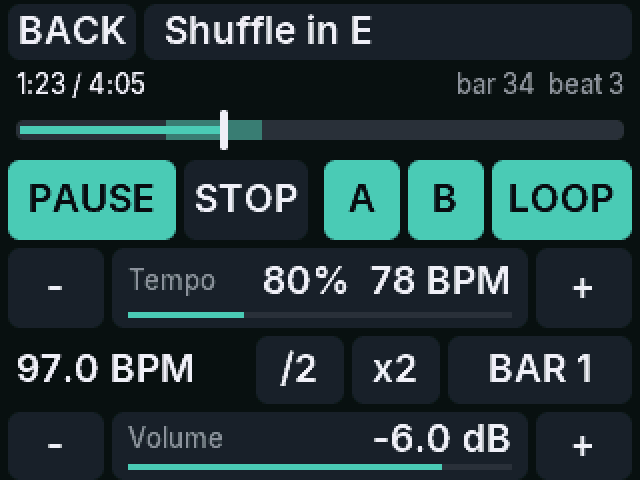 BACK Shuffle in E
1:23 / 4:05 bar 34 beat 3
PAUSE STOP A B LOOP
- Tempo 80% 78 BPM +
97.0 BPM /2 x2 BAR 1
- Volume -6.0 dB +